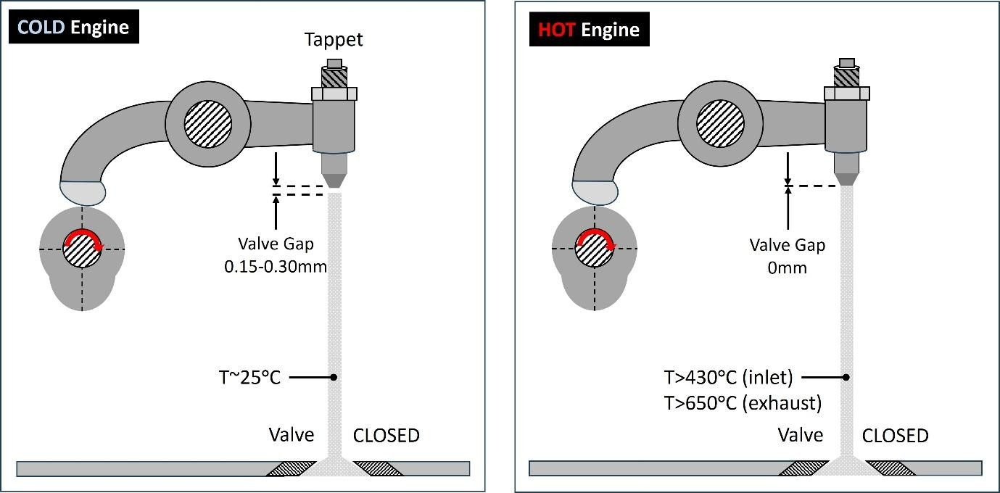 COLD Engine
Tappet
Valve Gap
0.15-0.30mm
T~25°C
Valve
CLOSED
HOT Engine
Valve Gap
0mm
T>430°C (inlet)
T>650°C (exhaust)
Valve
CLOSED